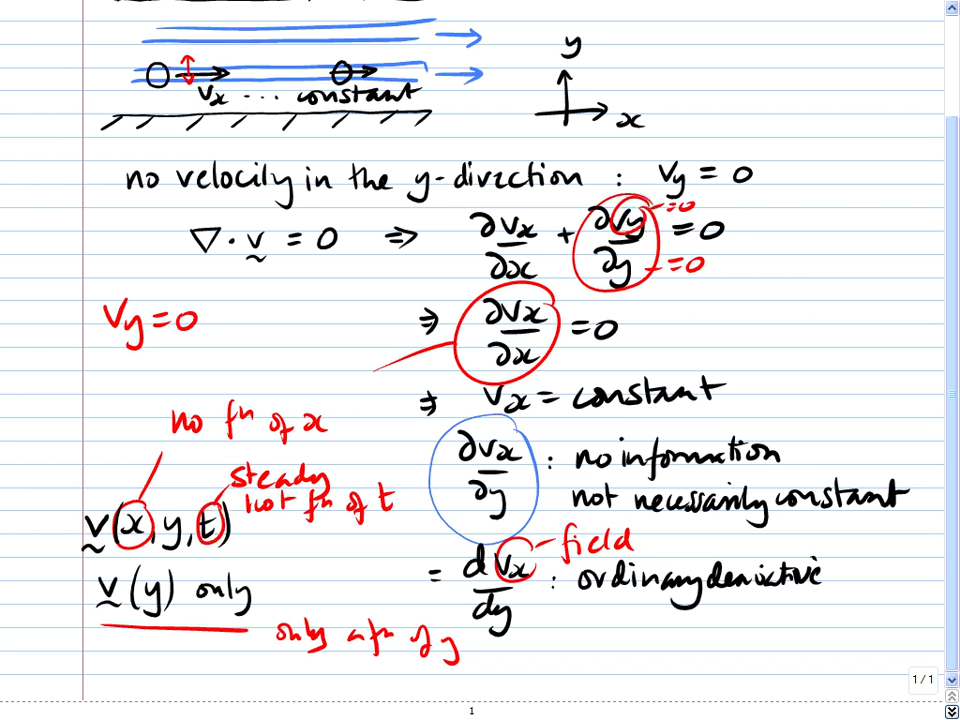 y
vx ... constant
x
no velocity in the y-direction : vy = 0
∇ · v = 0 ⇒ ∂vx/∂x + ∂vy/∂y = 0
=0
=0
vy = 0
⇒ ∂vx/∂x = 0
⇒ vx = constant
no fn of x
∂vx/∂y : no information
not necessarily constant
steady
not fn of t
v(x, y, t)
field
= dvx/dy : ordinary derivative
v(y) only
only a fn of y
1 / 1
1